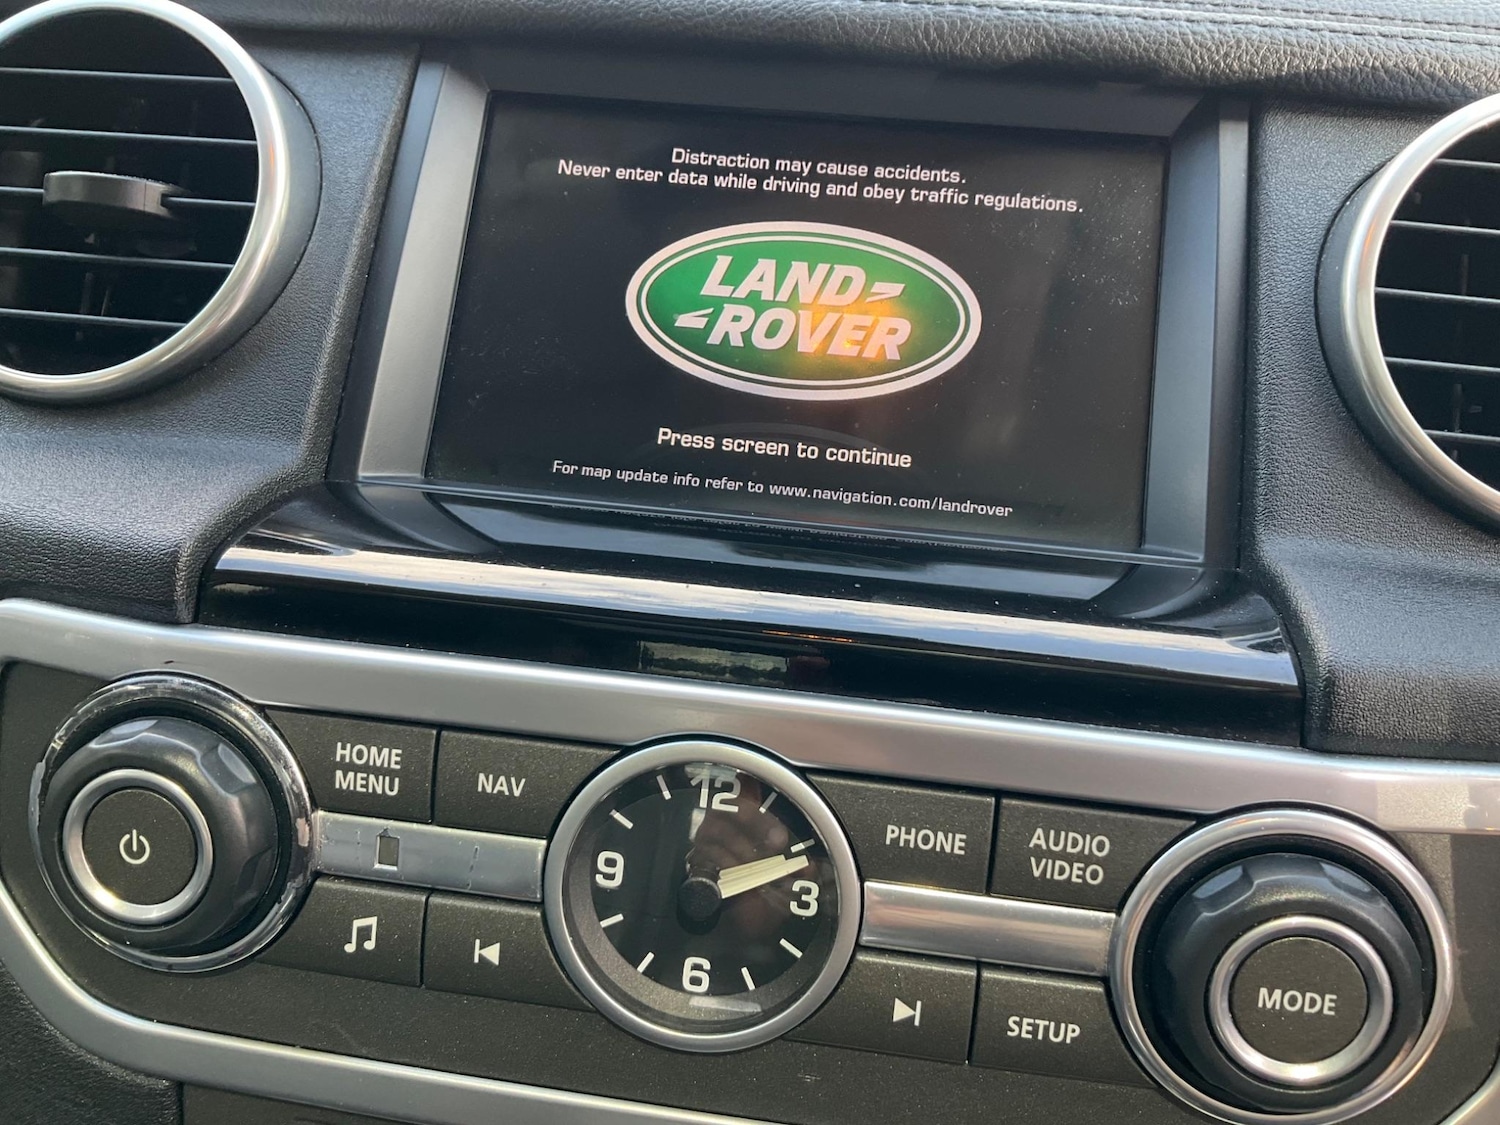 Distraction may cause accidents.
Never enter data while driving and obey traffic regulations.
LAND-
-ROVER
Press screen to continue
For map update info refer to www.navigation.com/landrover
HOME
MENU
NAV
12
9
3
6
PHONE
AUDIO
VIDEO
SETUP
MODE